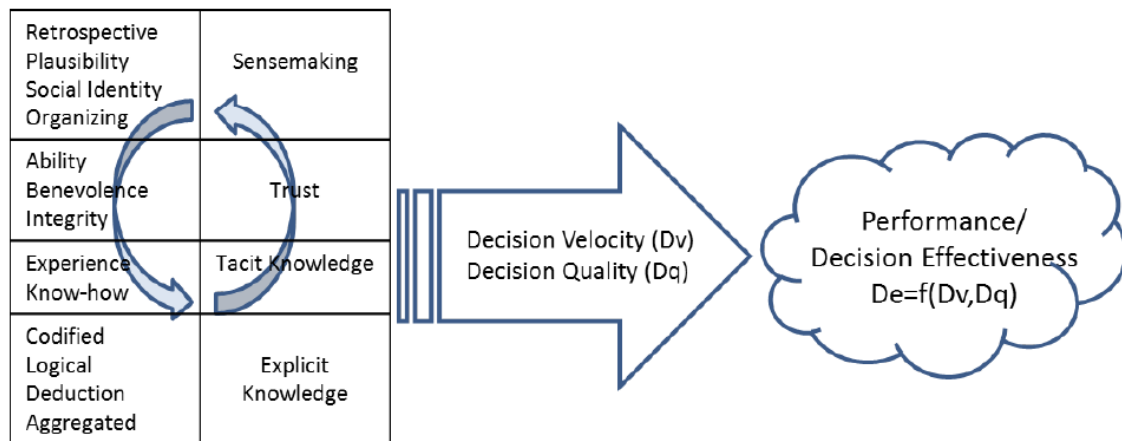 Retrospective
Plausibility
Social Identity
Organizing
Sensemaking
Ability
Benevolence
Integrity
Trust
Experience
Know-how
Tacit Knowledge
Codified
Logical
Deduction
Aggregated
Explicit
Knowledge
Decision Velocity (Dv)
Decision Quality (Dq)
Performance/
Decision Effectiveness
De=f(Dv,Dq)